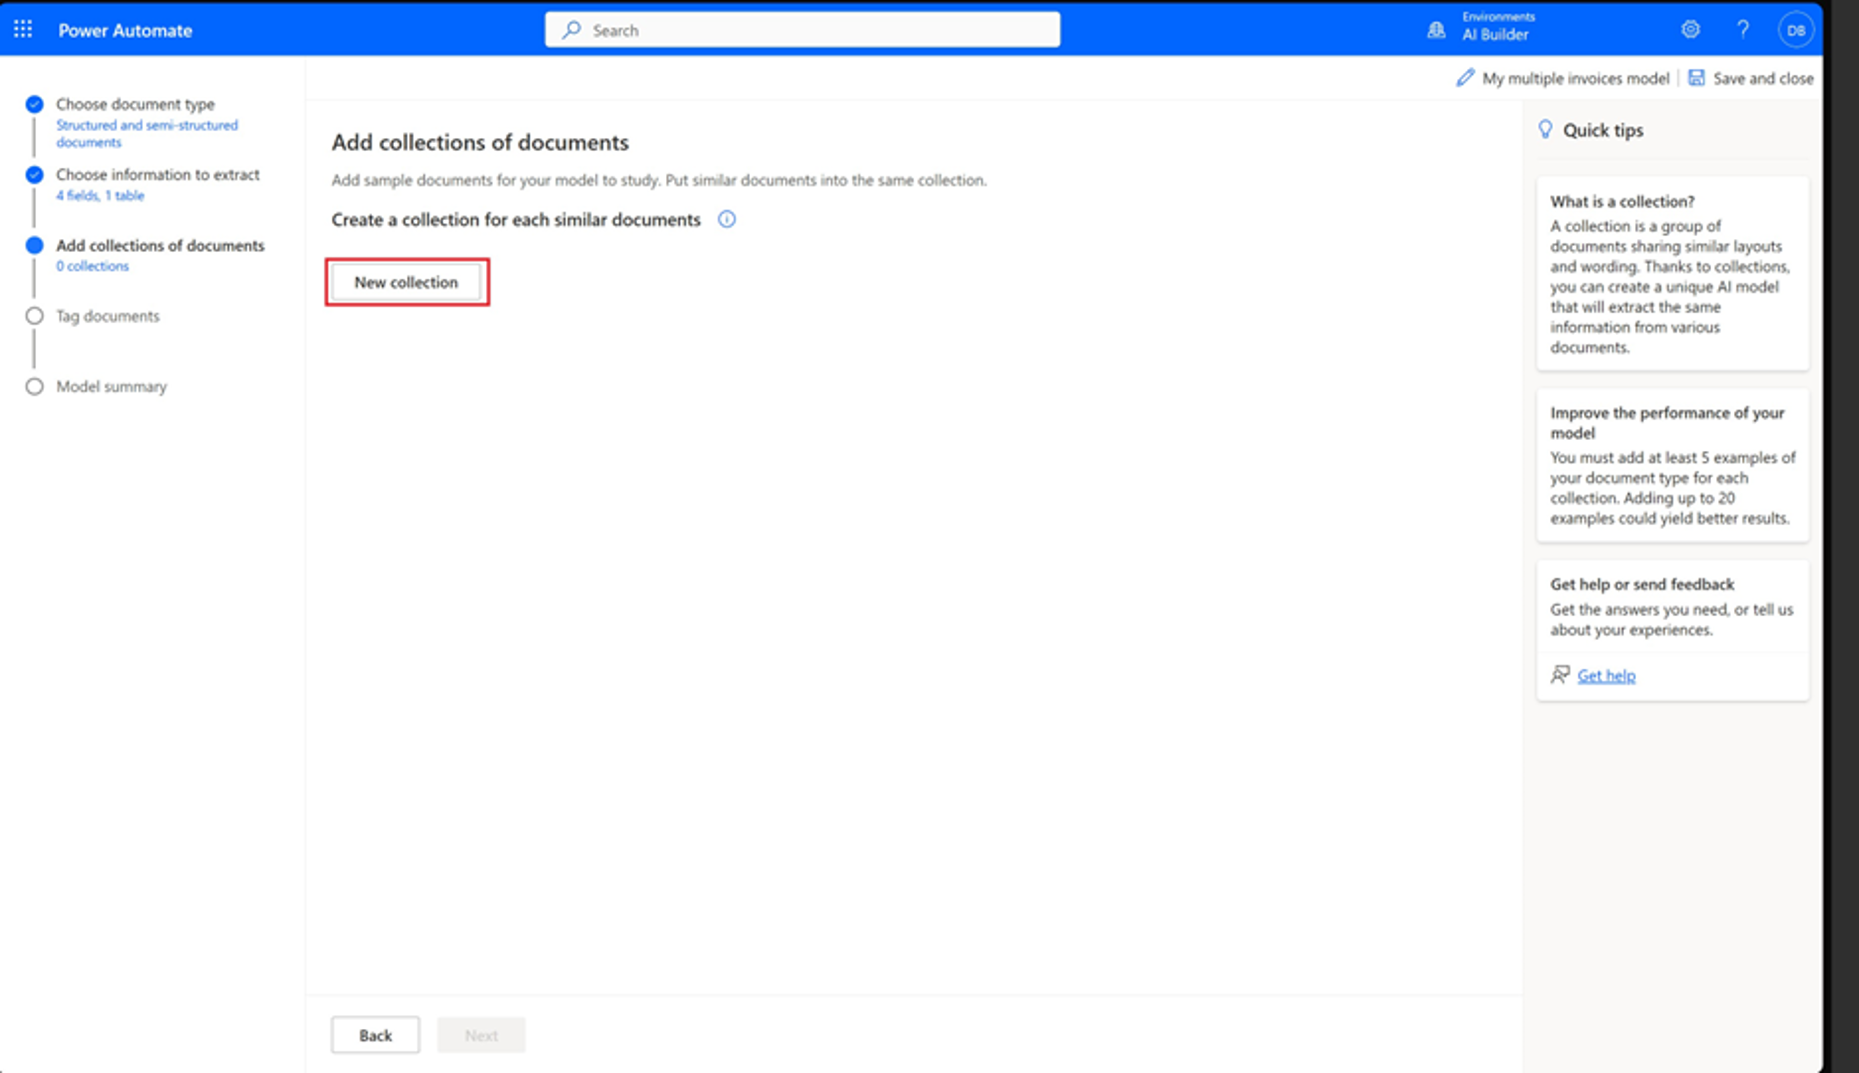 Power Automate
Search
Environments
AI Builder
?
DB
My multiple invoices model
Save and close
Choose document type
Structured and semi-structured
documents
Choose information to extract
4 fields, 1 table
Add collections of documents
0 collections
Tag documents
Model summary
Add collections of documents
Add sample documents for your model to study. Put similar documents into the same collection.
Create a collection for each similar documents
New collection
Back
Next
Quick tips
What is a collection?
A collection is a group of
documents sharing similar layouts
and wording. Thanks to collections,
you can create a unique AI model
that will extract the same
information from various
documents.
Improve the performance of your
model
You must add at least 5 examples of
your document type for each
collection. Adding up to 20
examples could yield better results.
Get help or send feedback
Get the answers you need, or tell us
about your experiences.
Get help